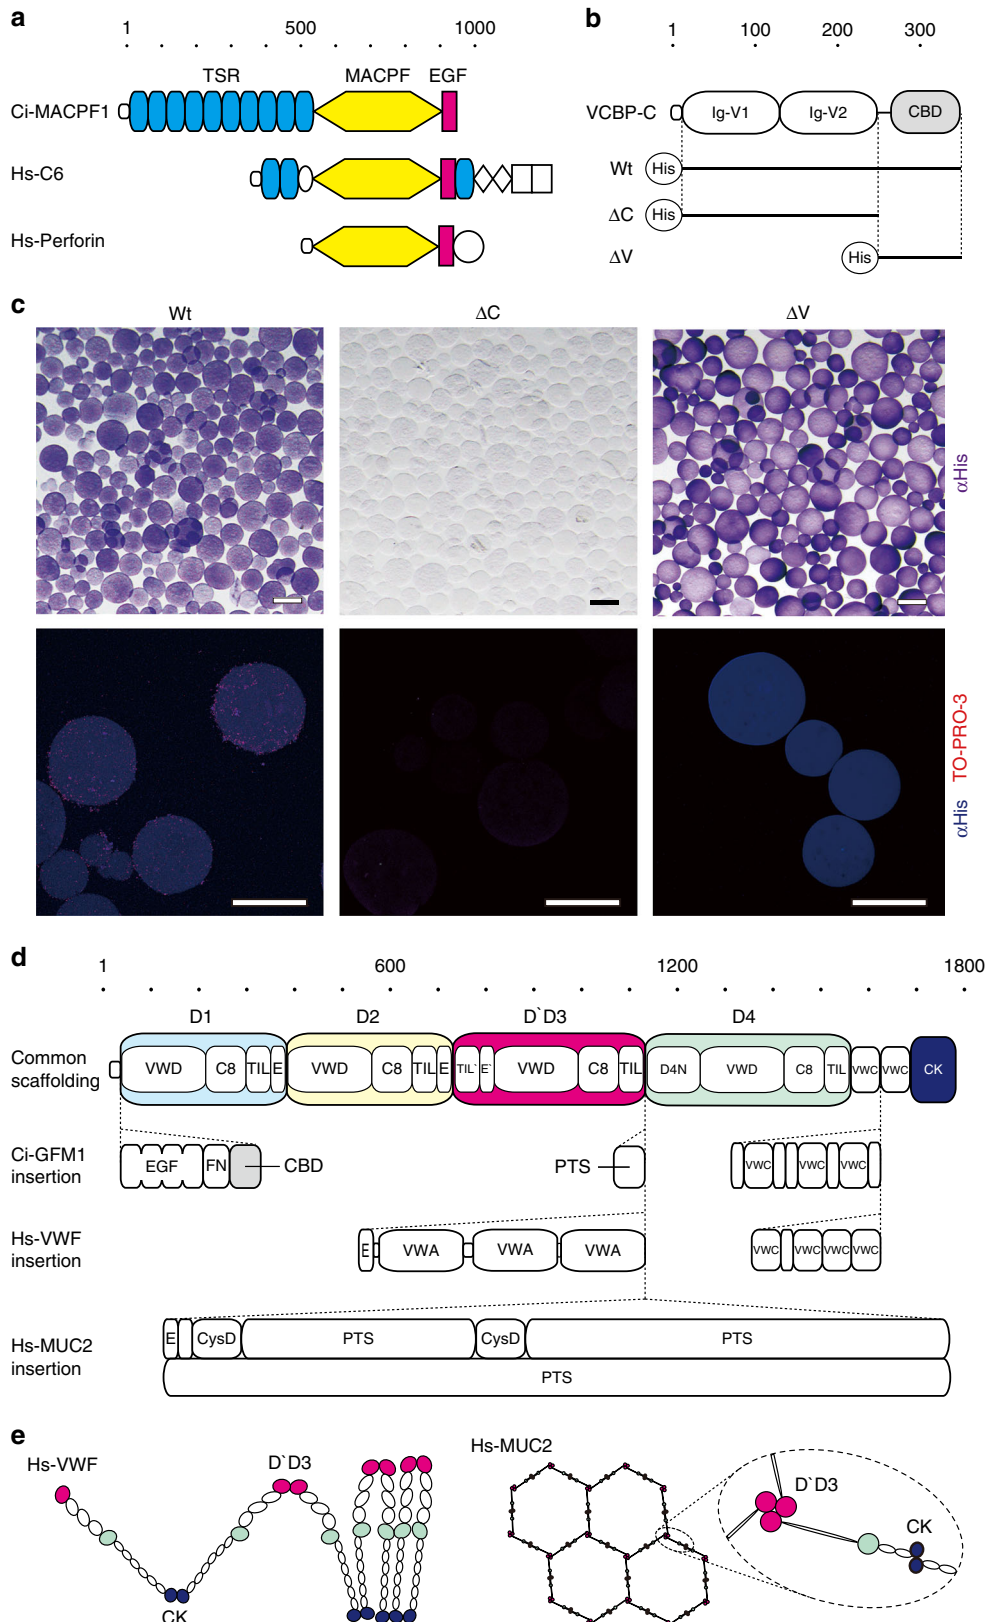 a
1 500 1000
TSR MACPF EGF
Ci-MACPF1
Hs-C6
Hs-Perforin
b
1 100 200 300
VCBP-C Ig-V1 Ig-V2 CBD
Wt His
ΔC His
ΔV His
c
Wt ΔC ΔV
αHis
αHis TO-PRO-3
d
1 600 1200 1800
D1 D2 D`D3 D4
Common
scaffolding
VWD C8 TIL E VWD C8 TIL E TIL` E` VWD C8 TIL D4N VWD C8 TIL VWC VWC CK
Ci-GFM1
insertion
EGF FN CBD PTS VWC VWC VWC
Hs-VWF
insertion
E VWA VWA VWA VWC VWC VWC VWC
Hs-MUC2
insertion
E CysD PTS CysD PTS
PTS
e
Hs-VWF D`D3
CK
Hs-MUC2
D`D3
CK